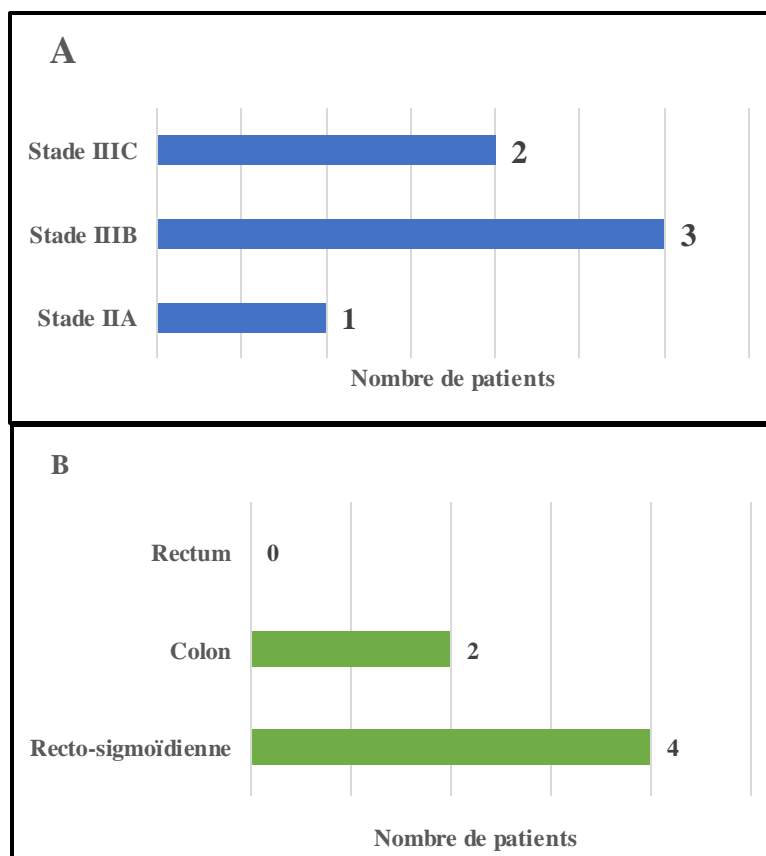 A
Stade IIIC 2
Stade IIIB 3
Stade IIA 1
Nombre de patients
B
Rectum 0
Colon 2
Recto-sigmoïdienne 4
Nombre de patients